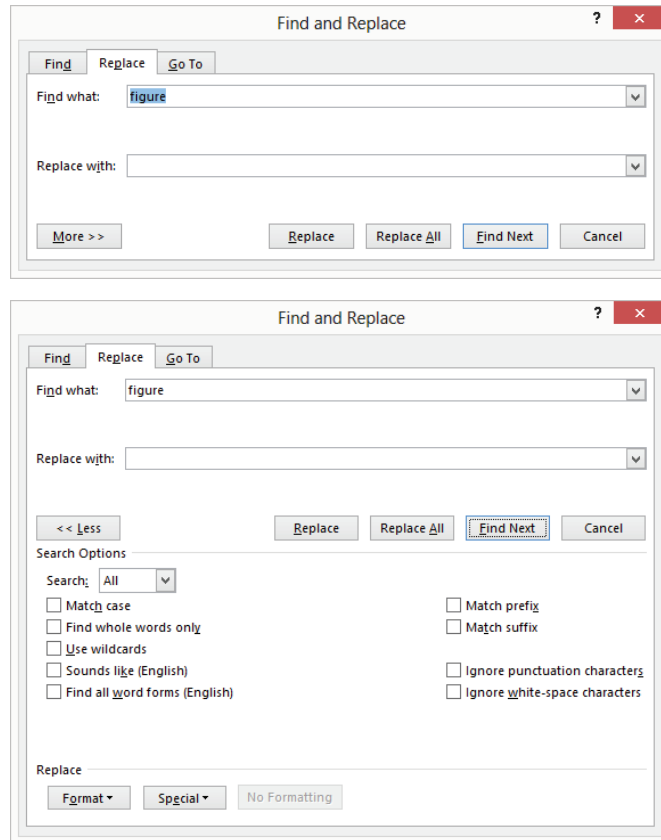 Find and Replace ? ×
Find Replace Go To
Find what: figure
Replace with:
More >> Replace Replace All Find Next Cancel
Find and Replace ? ×
Find Replace Go To
Find what: figure
Replace with:
<< Less Replace Replace All Find Next Cancel
Search Options
Search: All
Match case Match prefix
Find whole words only Match suffix
Use wildcards
Sounds like (English) Ignore punctuation characters
Find all word forms (English) Ignore white-space characters
Replace
Format Special No Formatting